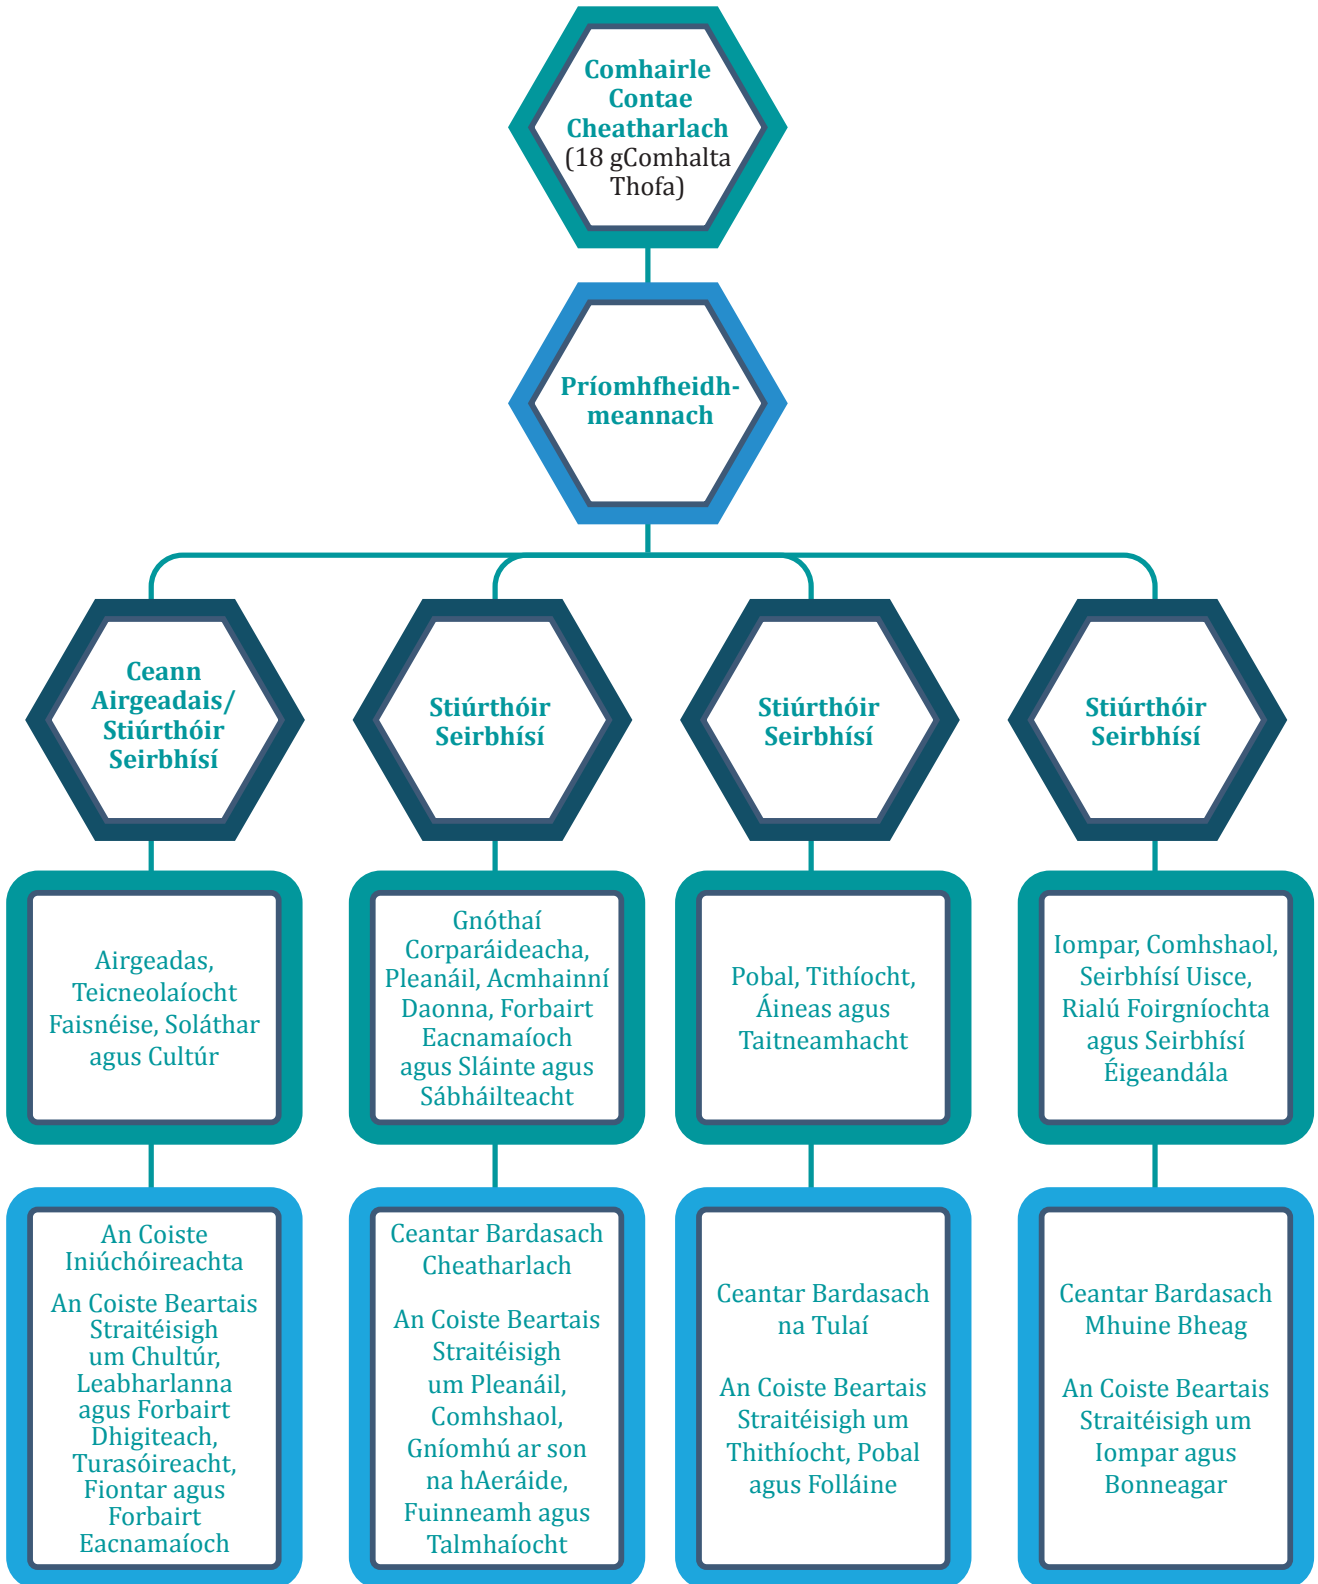 Comhairle
Contae
Cheatharlach
(18 gComhalta
Thofa)
Príomhfheidh-
meannach
Ceann
Airgeadais/
Stiúrthóir
Seirbhísí
Stiúrthóir
Seirbhísí
Stiúrthóir
Seirbhísí
Stiúrthóir
Seirbhísí
Airgeadas,
Teicneolaíocht
Faisnéise, Soláthar
agus Cultúr
Gnóthaí
Corparáideacha,
Pleanáil, Acmhainní
Daonna, Forbairt
Eacnamaíoch
agus Sláinte agus
Sábháilteacht
Pobal, Tithíocht,
Áineas agus
Taitneamhacht
Iompar, Comhshaol,
Seirbhísí Uisce,
Rialú Foirgníochta
agus Seirbhísí
Éigeandála
An Coiste
Iniúchóireachta
An Coiste Beartais
Straitéisigh
um Chultúr,
Leabharlanna
agus Forbairt
Dhigiteach,
Turasóireacht,
Fiontar agus
Forbairt
Eacnamaíoch
Ceantar Bardasach
Cheatharlach
An Coiste Beartais
Straitéisigh
um Pleanáil,
Comhshaol,
Gníomhú ar son
na hAeráide,
Fuinneamh agus
Talmhaíocht
Ceantar Bardasach
na Tulaí
An Coiste Beartais
Straitéisigh um
Thithíocht, Pobal
agus Folláine
Ceantar Bardasach
Mhuine Bheag
An Coiste Beartais
Straitéisigh um
Iompar agus
Bonneagar